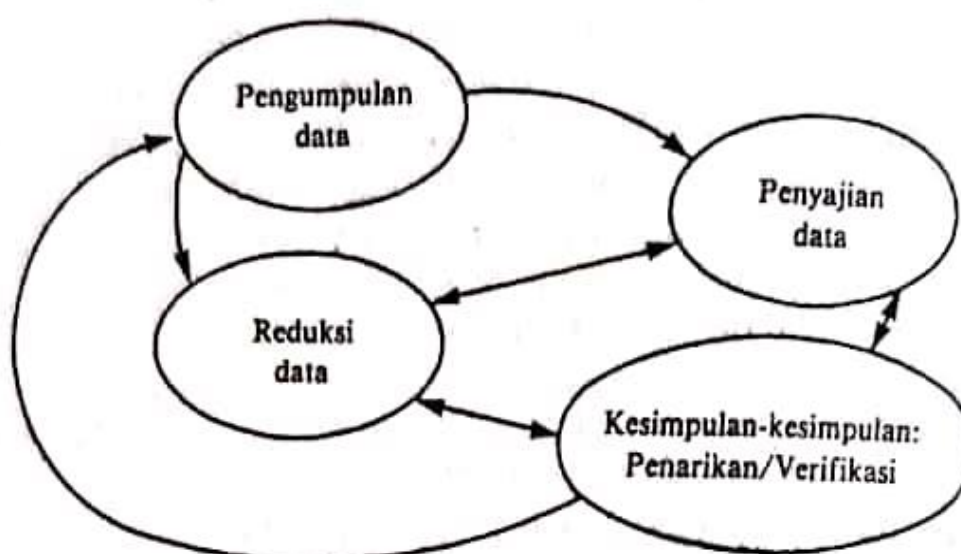 Pengumpulan
data
Penyajian
data
Reduksi
data
Kesimpulan-kesimpulan:
Penarikan/Verifikasi